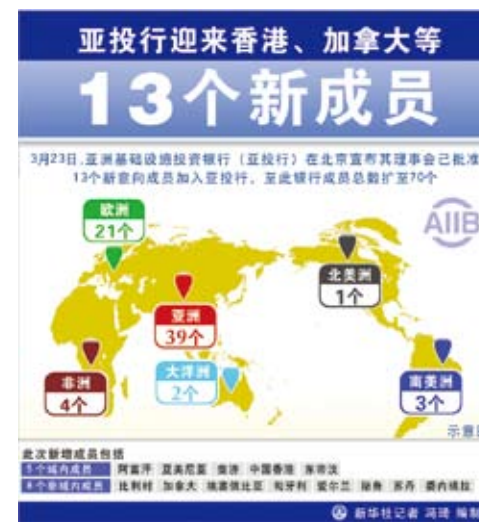 亚投行迎来香港、加拿大等
13个新成员
3月23日,亚洲基础设施投资银行（亚投行）在北京宣布其理事会已批准
13个新意向成员加入亚投行，至此银行成员总数扩至70个
AIIB
欧洲
21个
北美洲
1个
亚洲
39个
大洋洲
2个
非洲
4个
南美洲
3个
示意图
此次新增成员包括
5个域内成员 阿富汗 亚美尼亚 斐济 中国香港 东帝汶
8个非域内成员 比利时 加拿大 埃塞俄比亚 匈牙利 爱尔兰 秘鲁 苏丹 委内瑞拉
新华社记者 冯琦 编制